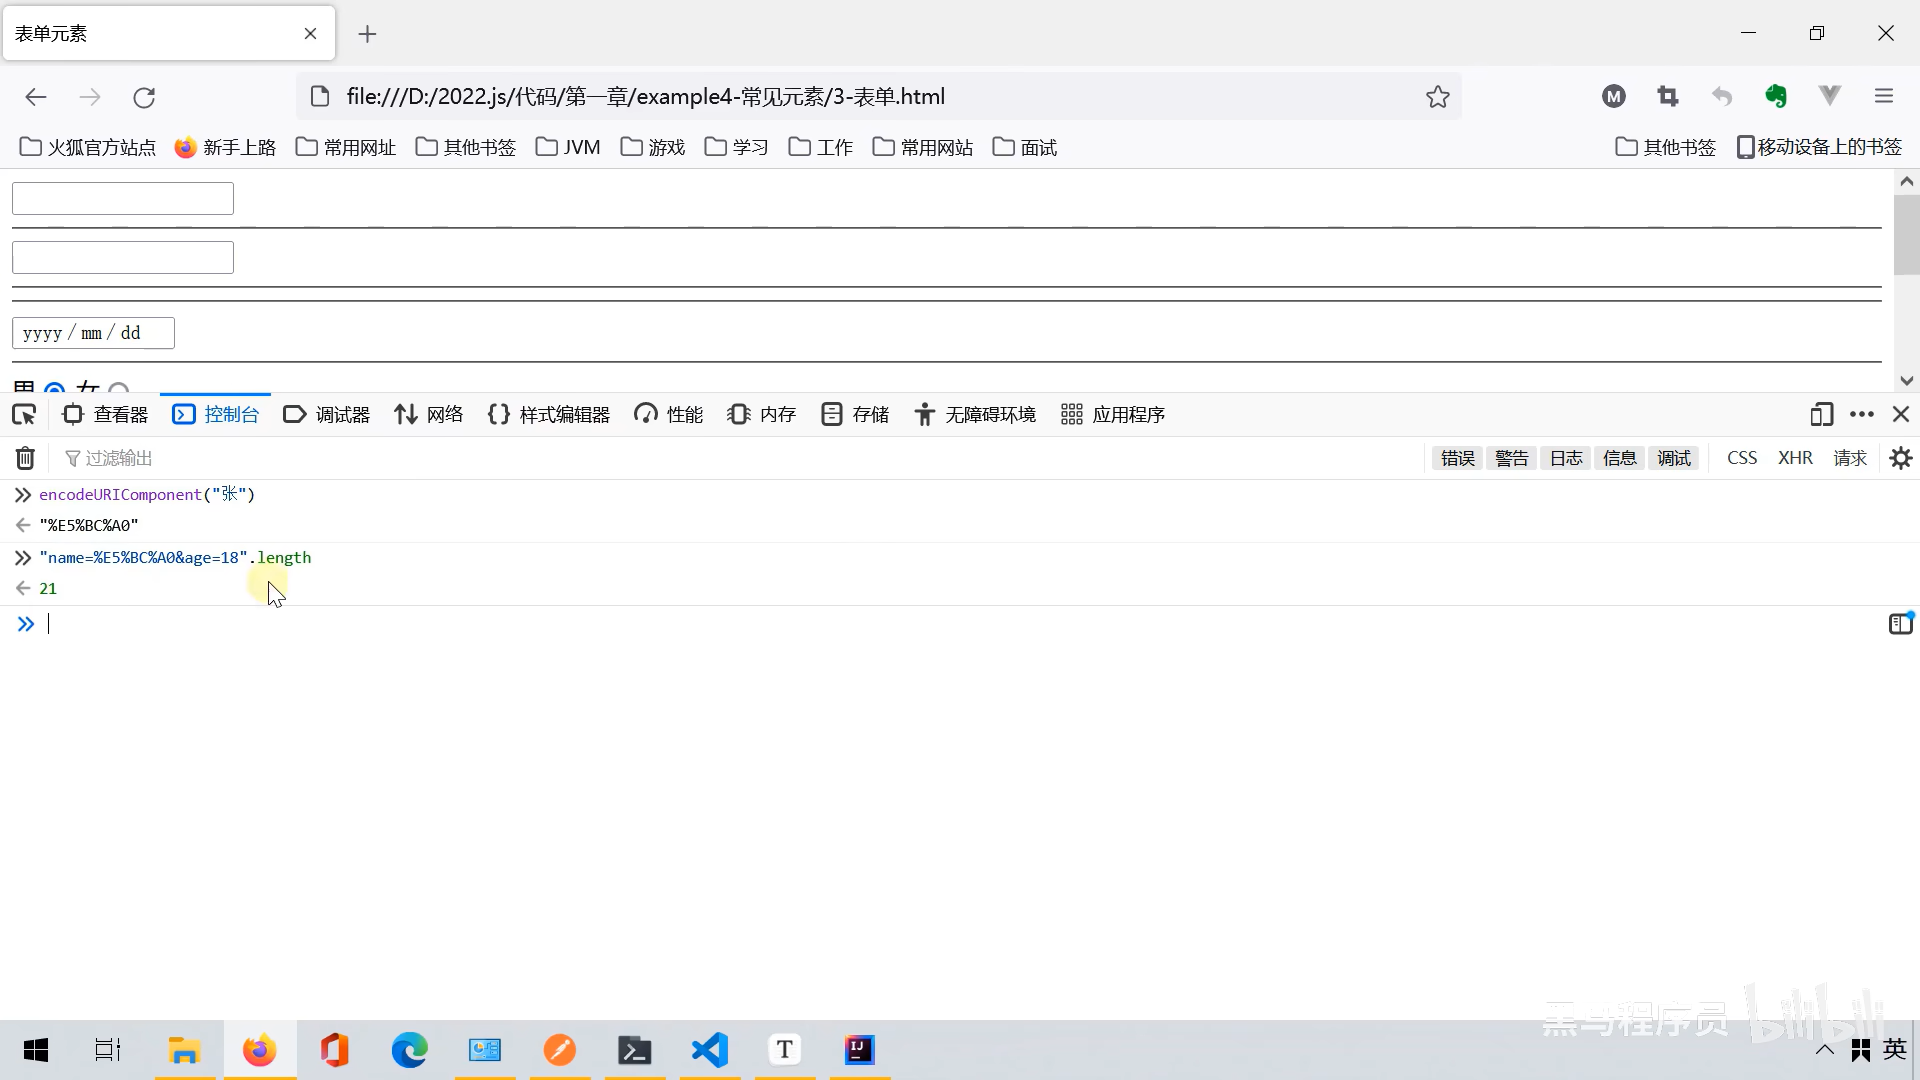 表单元素
file:///D:/2022.js/代码/第一章/example4-常见元素/3-表单.html
火狐官方站点 新手上路 常用网址 其他书签 JVM 游戏 学习 工作 常用网站 面试 其他书签 移动设备上的书签
yyyy / mm / dd
男 女
查看器 控制台 调试器 网络 样式编辑器 性能 内存 存储 无障碍环境 应用程序
过滤输出 错误 警告 日志 信息 调试 CSS XHR 请求
encodeURIComponent("张")
"%E5%BC%A0"
"name=%E5%BC%A0&age=18".length
21
黑马程序员 bilibili
英